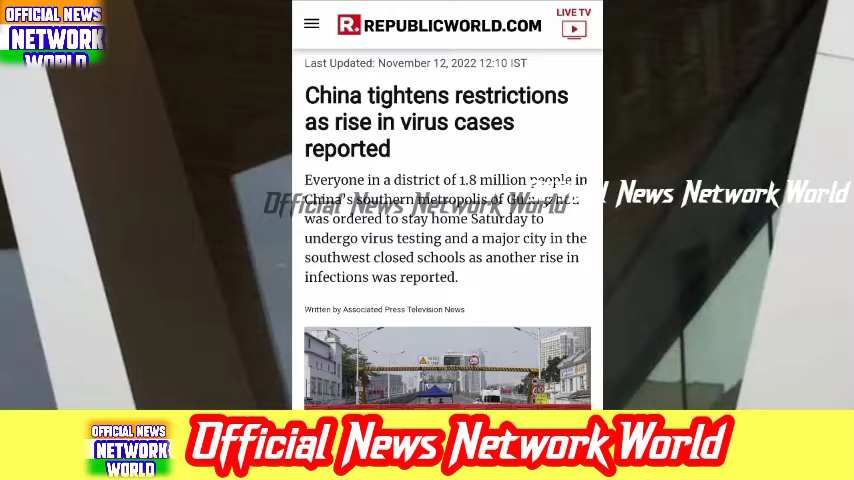 OFFICIAL NEWS
NETWORK
WORLD
LIVE TV
R. REPUBLICWORLD.COM
Last Updated: November 12, 2022 12:10 IST
China tightens restrictions
as rise in virus cases
reported
Everyone in a district of 1.8 million people in
China's southern metropolis of
was ordered to stay home Saturday to
undergo virus testing and a major city in the
southwest closed schools as another rise in
infections was reported.
Official News Network World
News Network World
Written by Associated Press Television News
OFFICIAL NEWS
NETWORK
WORLD
Official News Network World